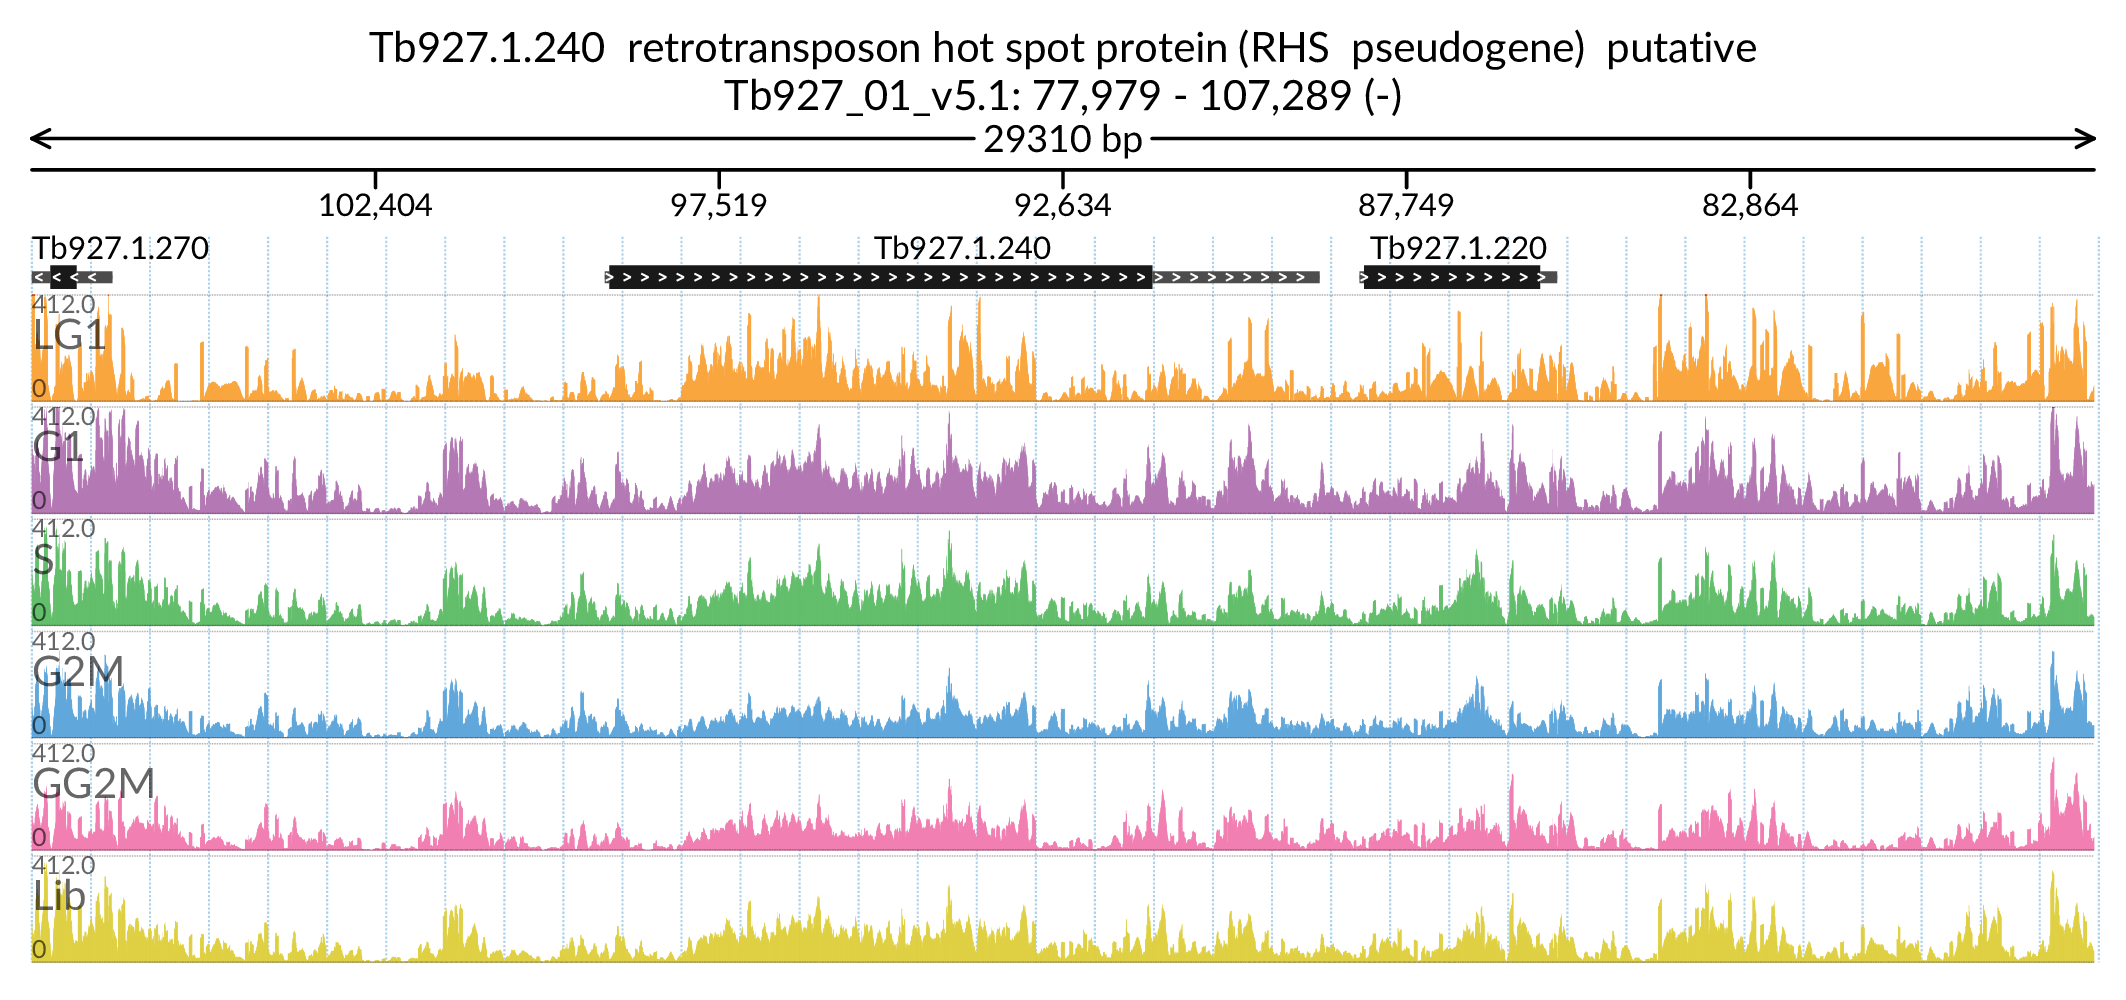 Tb927.1.240 retrotransposon hot spot protein (RHS pseudogene) putative
Tb927_01_v5.1: 77,979 - 107,289 (-)
29310 bp
102,404 97,519 92,634 87,749 82,864
Tb927.1.270 Tb927.1.240 Tb927.1.220
412.0
LG1
0
412.0
G1
0
412.0
S
0
412.0
G2M
0
412.0
GG2M
0
412.0
Lib
0